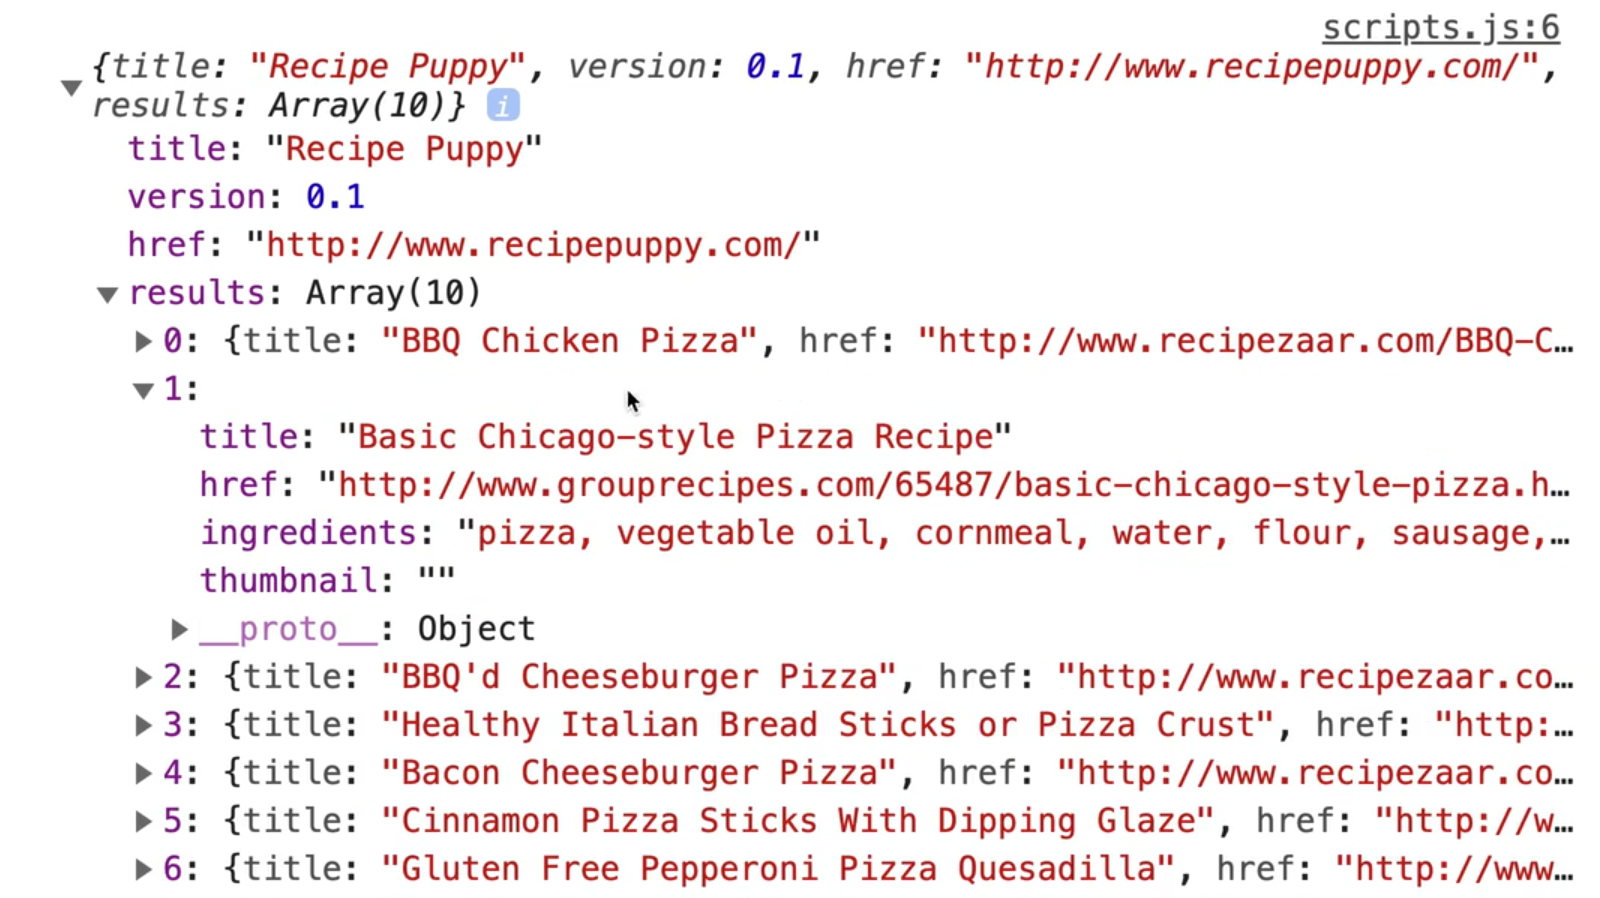 scripts.js:6
{title: "Recipe Puppy", version: 0.1, href: "http://www.recipepuppy.com/",
results: Array(10)} i
title: "Recipe Puppy"
version: 0.1
href: "http://www.recipepuppy.com/"
results: Array(10)
0: {title: "BBQ Chicken Pizza", href: "http://www.recipezaar.com/BBQ-C…
1:
title: "Basic Chicago-style Pizza Recipe"
href: "http://www.grouprecipes.com/65487/basic-chicago-style-pizza.h…
ingredients: "pizza, vegetable oil, cornmeal, water, flour, sausage,…
thumbnail: ""
__proto__: Object
2: {title: "BBQ'd Cheeseburger Pizza", href: "http://www.recipezaar.co…
3: {title: "Healthy Italian Bread Sticks or Pizza Crust", href: "http:…
4: {title: "Bacon Cheeseburger Pizza", href: "http://www.recipezaar.co…
5: {title: "Cinnamon Pizza Sticks With Dipping Glaze", href: "http://w…
6: {title: "Gluten Free Pepperoni Pizza Quesadilla", href: "http://www…